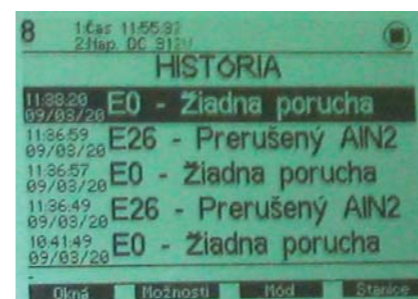 8 1:Čas 11:55:32
2:Nap. DC 312V
HISTÓRIA
11:38:20 E0 - Žiadna porucha
09/03/20
11:36:59 E26 - Prerušený AIN2
09/03/20
11:36:57 E0 - Žiadna porucha
09/03/20
11:36:49 E26 - Prerušený AIN2
09/03/20
10:41:49 E0 - Žiadna porucha
09/03/20
Okná Možnosti Mód Stanice